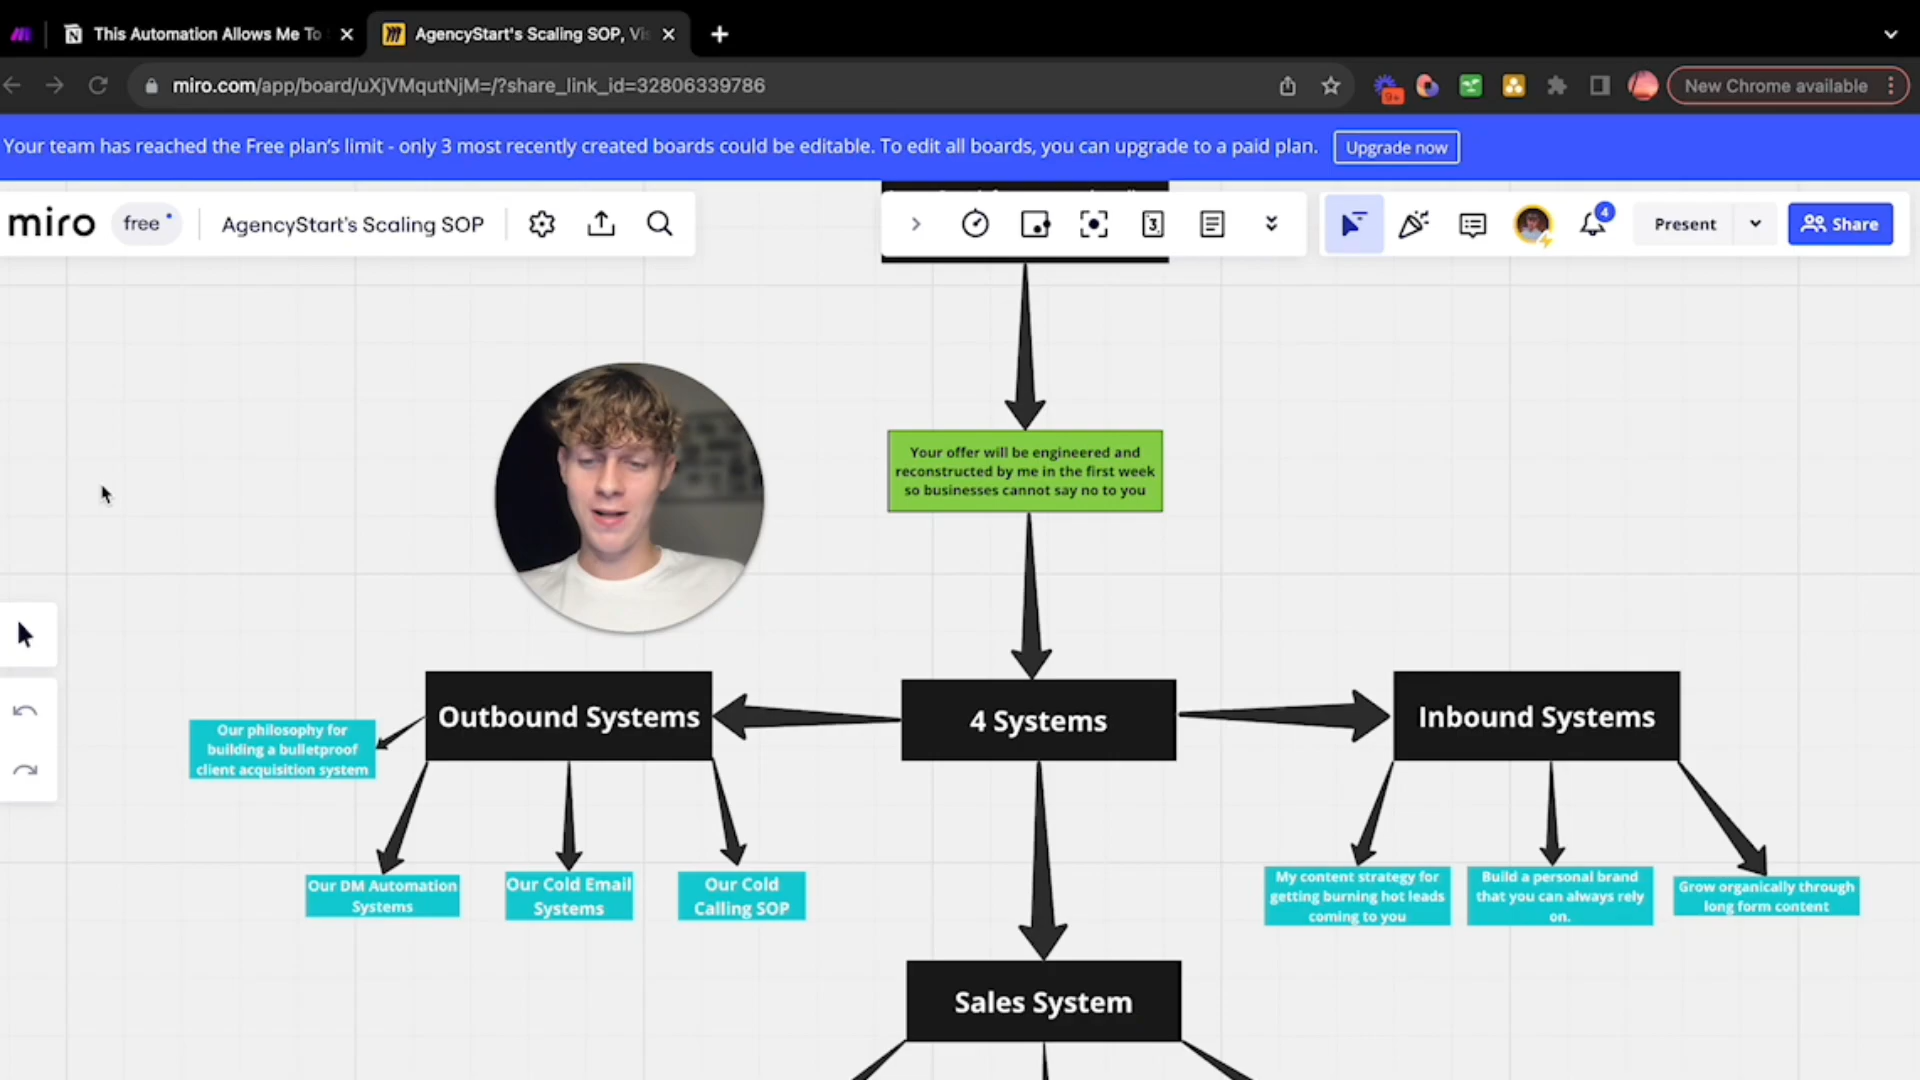 This Automation Allows Me To
AgencyStart's Scaling SOP, Vis
miro.com/app/board/uXjVMqutNjM=/?share_link_id=32806339786
9+
New Chrome available
Your team has reached the Free plan's limit - only 3 most recently created boards could be editable. To edit all boards, you can upgrade to a paid plan.
Upgrade now
miro
free
AgencyStart's Scaling SOP
3
4
Present
Share
Your offer will be engineered and
reconstructed by me in the first week
so businesses cannot say no to you
Outbound Systems
4 Systems
Inbound Systems
Our philosophy for
building a bulletproof
client acquisition system
Our DM Automation
Systems
Our Cold Email
Systems
Our Cold
Calling SOP
My content strategy for
getting burning hot leads
coming to you
Build a personal brand
that you can always rely
on.
Grow organically through
long form content
Sales System